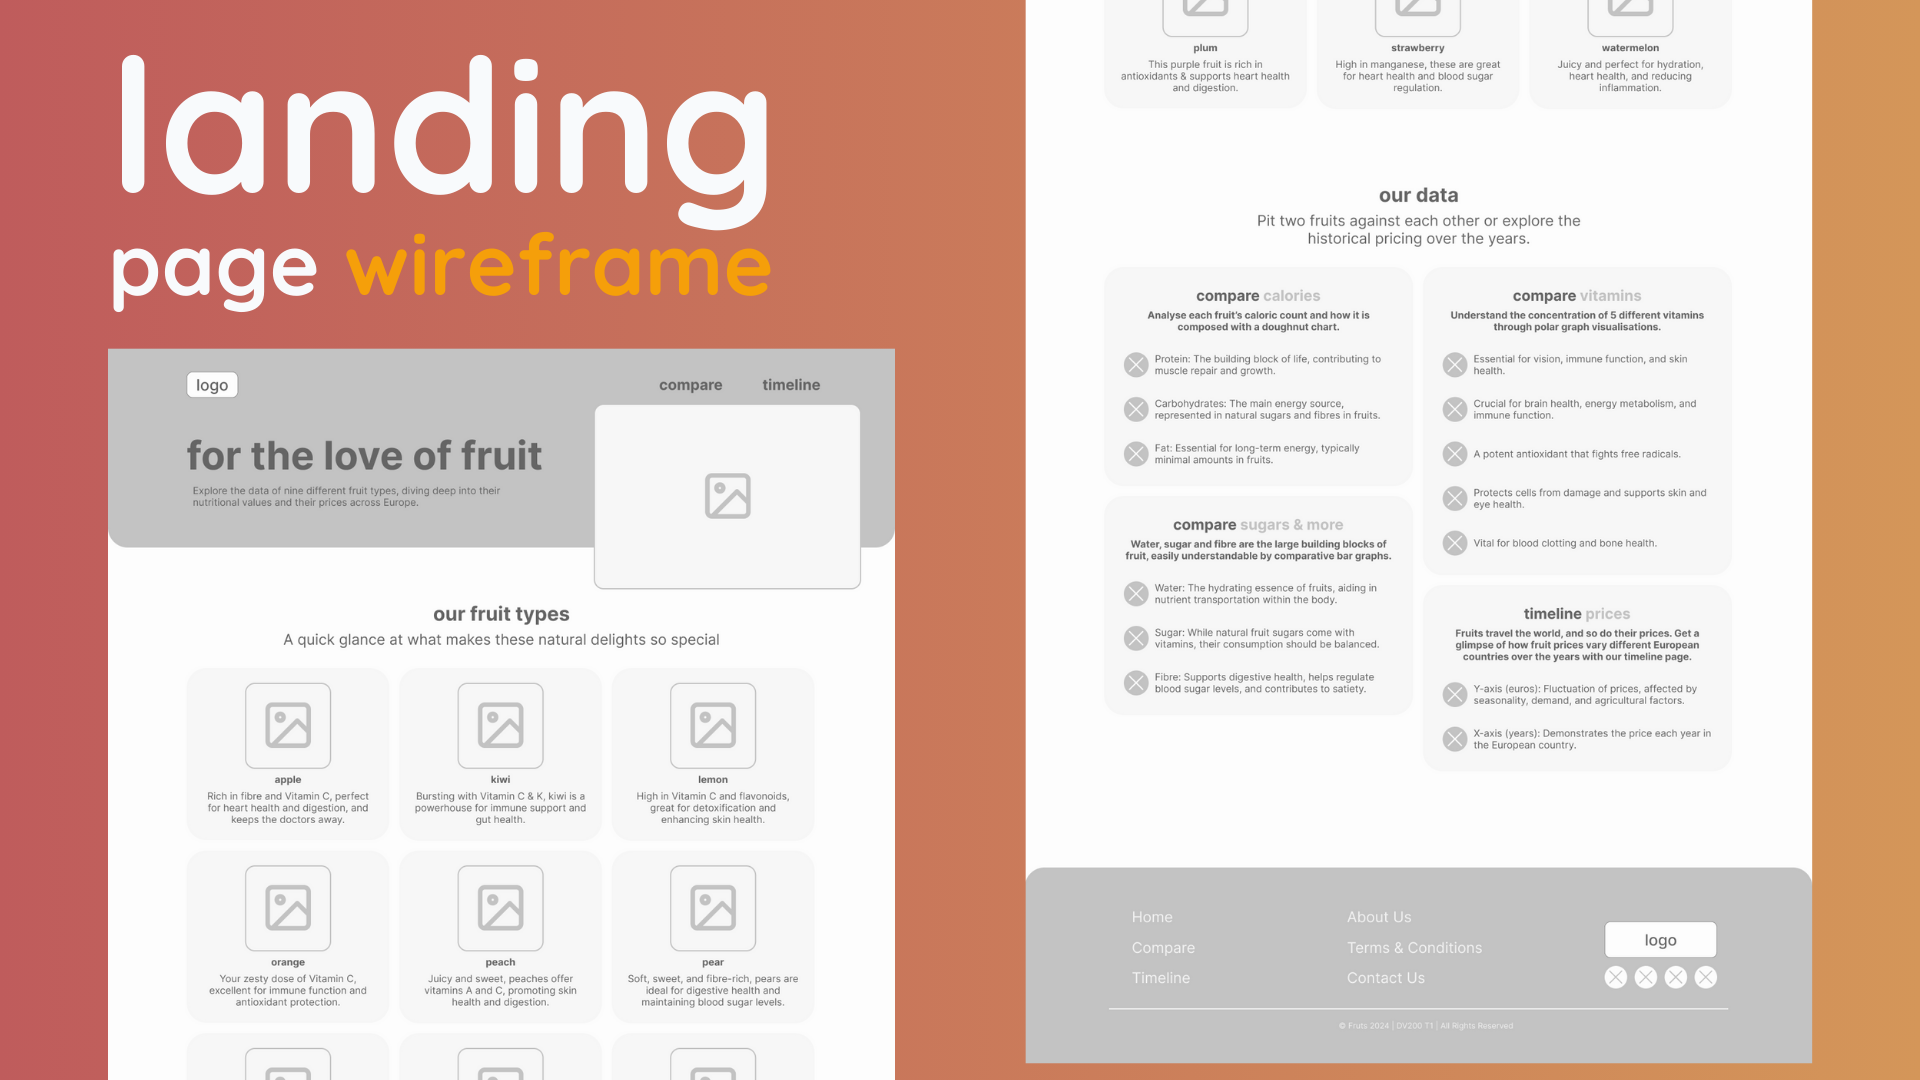 landing
page wireframe
logo
compare timeline
for the love of fruit
Explore the data of nine different fruit types, diving deep into their
nutritional values and their prices across Europe.
our fruit types
A quick glance at what makes these natural delights so special
apple
Rich in fibre and Vitamin C, perfect
for heart health and digestion, and
keeps the doctors away.
kiwi
Bursting with Vitamin C & K, kiwi is a
powerhouse for immune support and
gut health.
lemon
High in Vitamin C and flavonoids,
great for detoxification and
enhancing skin health.
orange
Your zesty dose of Vitamin C,
excellent for immune function and
antioxidant protection.
peach
Juicy and sweet, peaches offer
vitamins A and C, promoting skin
health and digestion.
pear
Soft, sweet, and fibre-rich, pears are
ideal for digestive health and
maintaining blood sugar levels.
plum
This purple fruit is rich in
antioxidants & supports heart health
and digestion.
strawberry
High in manganese, these are great
for heart health and blood sugar
regulation.
watermelon
Juicy and perfect for hydration,
heart health, and reducing
inflammation.
our data
Pit two fruits against each other or explore the
historical pricing over the years.
compare calories
Analyse each fruit's caloric count and how it is
composed with a doughnut chart.
Protein: The building block of life, contributing to
muscle repair and growth.
Carbohydrates: The main energy source,
represented in natural sugars and fibres in fruits.
Fat: Essential for long-term energy, typically
minimal amounts in fruits.
compare sugars & more
Water, sugar and fibre are the large building blocks of
fruit, easily understandable by comparative bar graphs.
Water: The hydrating essence of fruits, aiding in
nutrient transportation within the body.
Sugar: While natural fruit sugars come with
vitamins, their consumption should be balanced.
Fibre: Supports digestive health, helps regulate
blood sugar levels, and contributes to satiety.
compare vitamins
Understand the concentration of 5 different vitamins
through polar graph visualisations.
Essential for vision, immune function, and skin
health.
Crucial for brain health, energy metabolism, and
immune function.
A potent antioxidant that fights free radicals.
Protects cells from damage and supports skin and
eye health.
Vital for blood clotting and bone health.
timeline prices
Fruits travel the world, and so do their prices. Get a
glimpse of how fruit prices vary different European
countries over the years with our timeline page.
Y-axis (euros): Fluctuation of prices, affected by
seasonality, demand, and agricultural factors.
X-axis (years): Demonstrates the price each year in
the European country.
Home
Compare
Timeline
About Us
Terms & Conditions
Contact Us
logo
© Fruts 2024 | DV200 T1 | All Rights Reserved